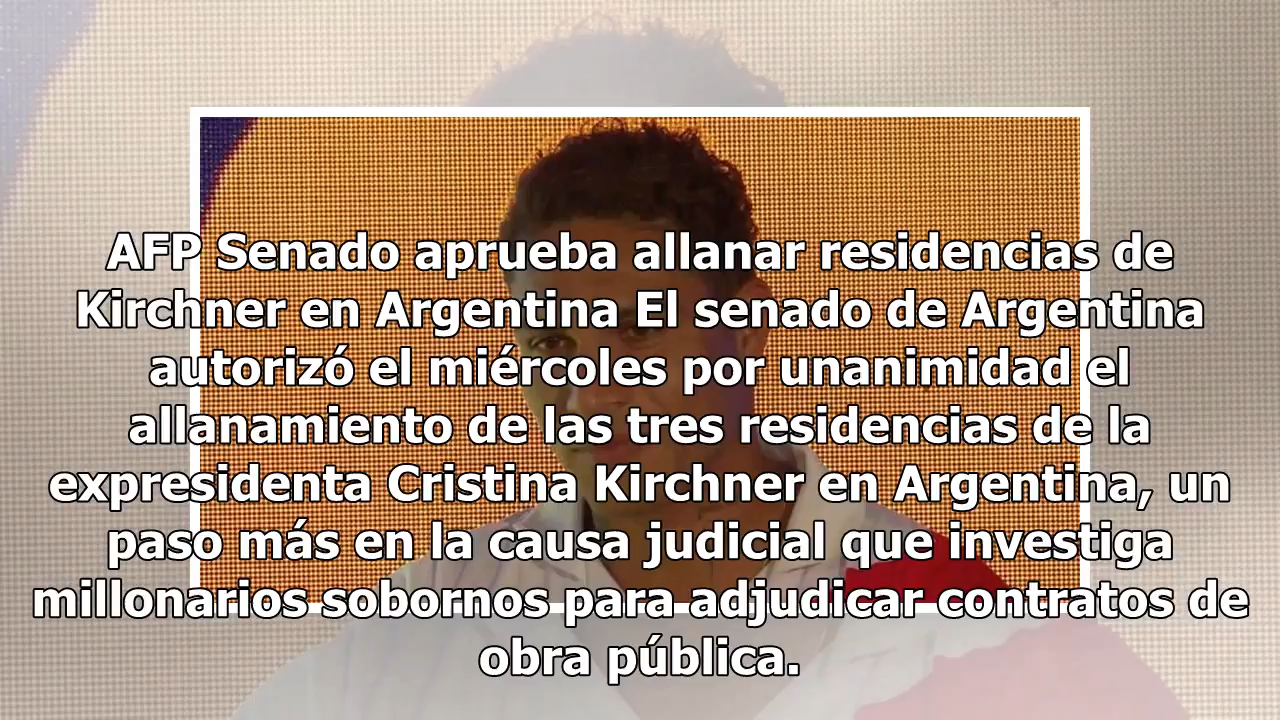 AFP Senado aprueba allanar residencias de
Kirchner en Argentina El senado de Argentina
autorizó el miércoles por unanimidad el
allanamiento de las tres residencias de la
expresidenta Cristina Kirchner en Argentina, un
paso más en la causa judicial que investiga
millonarios sobornos para adjudicar contratos de
obra pública.